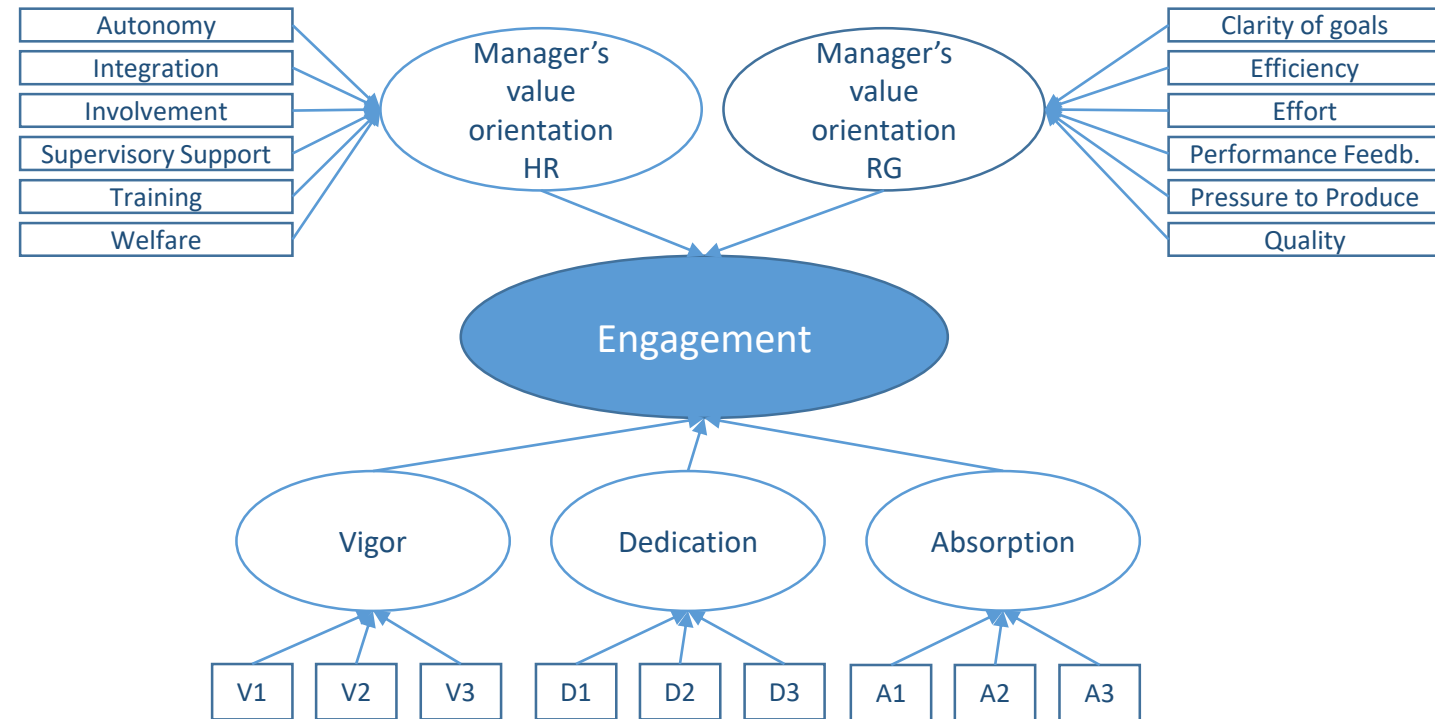 Autonomy
Integration
Involvement
Supervisory Support
Training
Welfare
Manager's
value
orientation
HR
Manager's
value
orientation
RG
Clarity of goals
Efficiency
Effort
Performance Feedb.
Pressure to Produce
Quality
Engagement
Vigor
Dedication
Absorption
V1
V2
V3
D1
D2
D3
A1
A2
A3